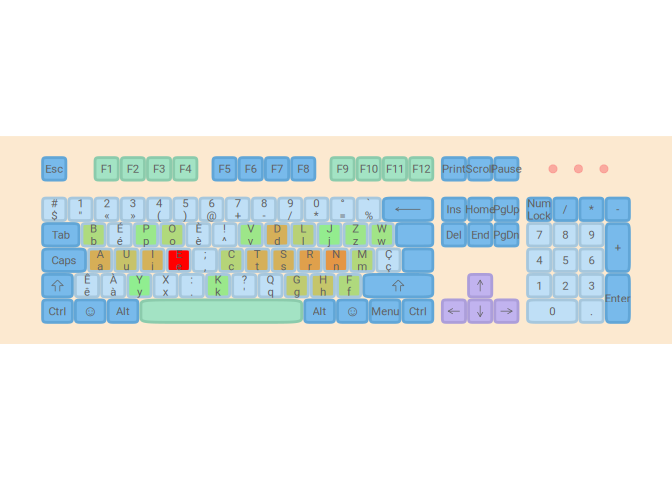 Esc F1 F2 F3 F4 F5 F6 F7 F8 F9 F10 F11 F12 Print Scroll Pause
# 1 2 3 4 5 6 7 8 9 0 ° ` Ins Home PgUp Num / * -
$ " « » ( ) @ + - / * = % Lock
Tab B É P O È ! V D L J Z W Del End PgDn 7 8 9 +
b é p o è ^ v d l j z w
Caps A U I ; C T S R N M Ç 4 5 6
a u i , c t s r n m ç
Ê À Y X : K ? Q G H F 1 2 3 Enter
ê à y x . k ' q g h f
Ctrl ☺ Alt Alt ☺ Menu Ctrl ← ↓ → 0 .